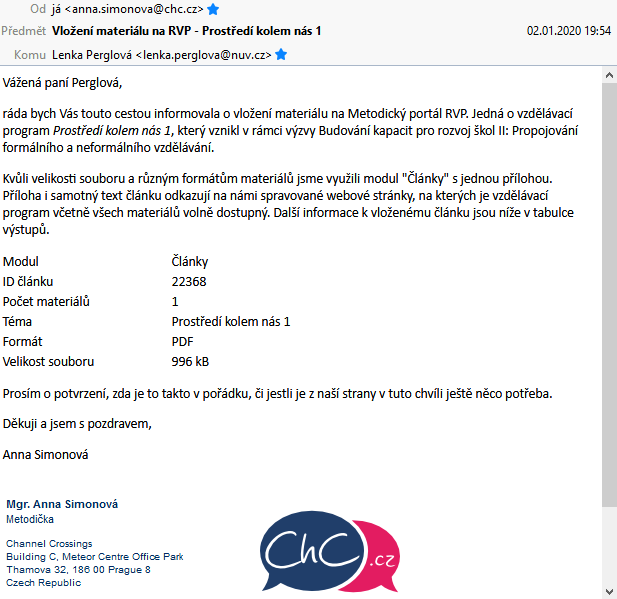 Od já <anna.simonova@chc.cz>
Předmět Vložení materiálu na RVP - Prostředí kolem nás 1 02.01.2020 19:54
Komu Lenka Perglová <lenka.perglova@nuv.cz>
Vážená paní Perglová,
ráda bych Vás touto cestou informovala o vložení materiálu na Metodický portál RVP. Jedná o vzdělávací
program Prostředí kolem nás 1, který vznikl v rámci výzvy Budování kapacit pro rozvoj škol II: Propojování
formálního a neformálního vzdělávání.
Kvůli velikosti souboru a různým formátům materiálů jsme využili modul "Články" s jednou přílohou.
Příloha i samotný text článku odkazují na námi spravované webové stránky, na kterých je vzdělávací
program včetně všech materiálů volně dostupný. Další informace k vloženému článku jsou níže v tabulce
výstupů.
Modul Články
ID článku 22368
Počet materiálů 1
Téma Prostředí kolem nás 1
Formát PDF
Velikost souboru 996 kB
Prosím o potvrzení, zda je to takto v pořádku, či jestli je z naší strany v tuto chvíli ještě něco potřeba.
Děkuji a jsem s pozdravem,
Anna Simonová
Mgr. Anna Simonová
Metodička
Channel Crossings
Building C, Meteor Centre Office Park
Thamova 32, 186 00 Prague 8
Czech Republic
ChC.cz